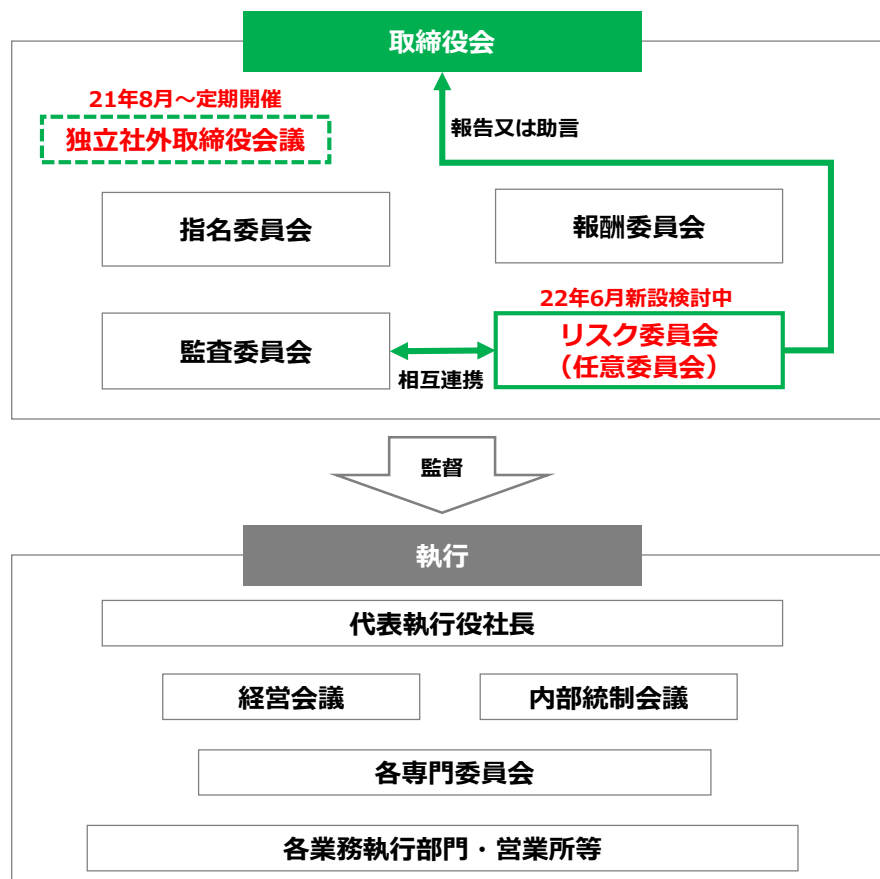 取締役会
21年8月～定期開催
独立社外取締役会議
報告又は助言
指名委員会
報酬委員会
22年6月新設検討中
監査委員会
リスク委員会
（任意委員会）
相互連携
監督
執行
代表執行役社長
経営会議
内部統制会議
各専門委員会
各業務執行部門・営業所等